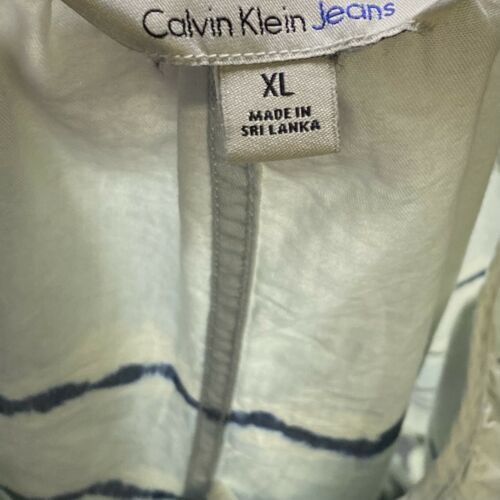 Calvin Klein Jeans
XL
MADE IN
SRI LANKA